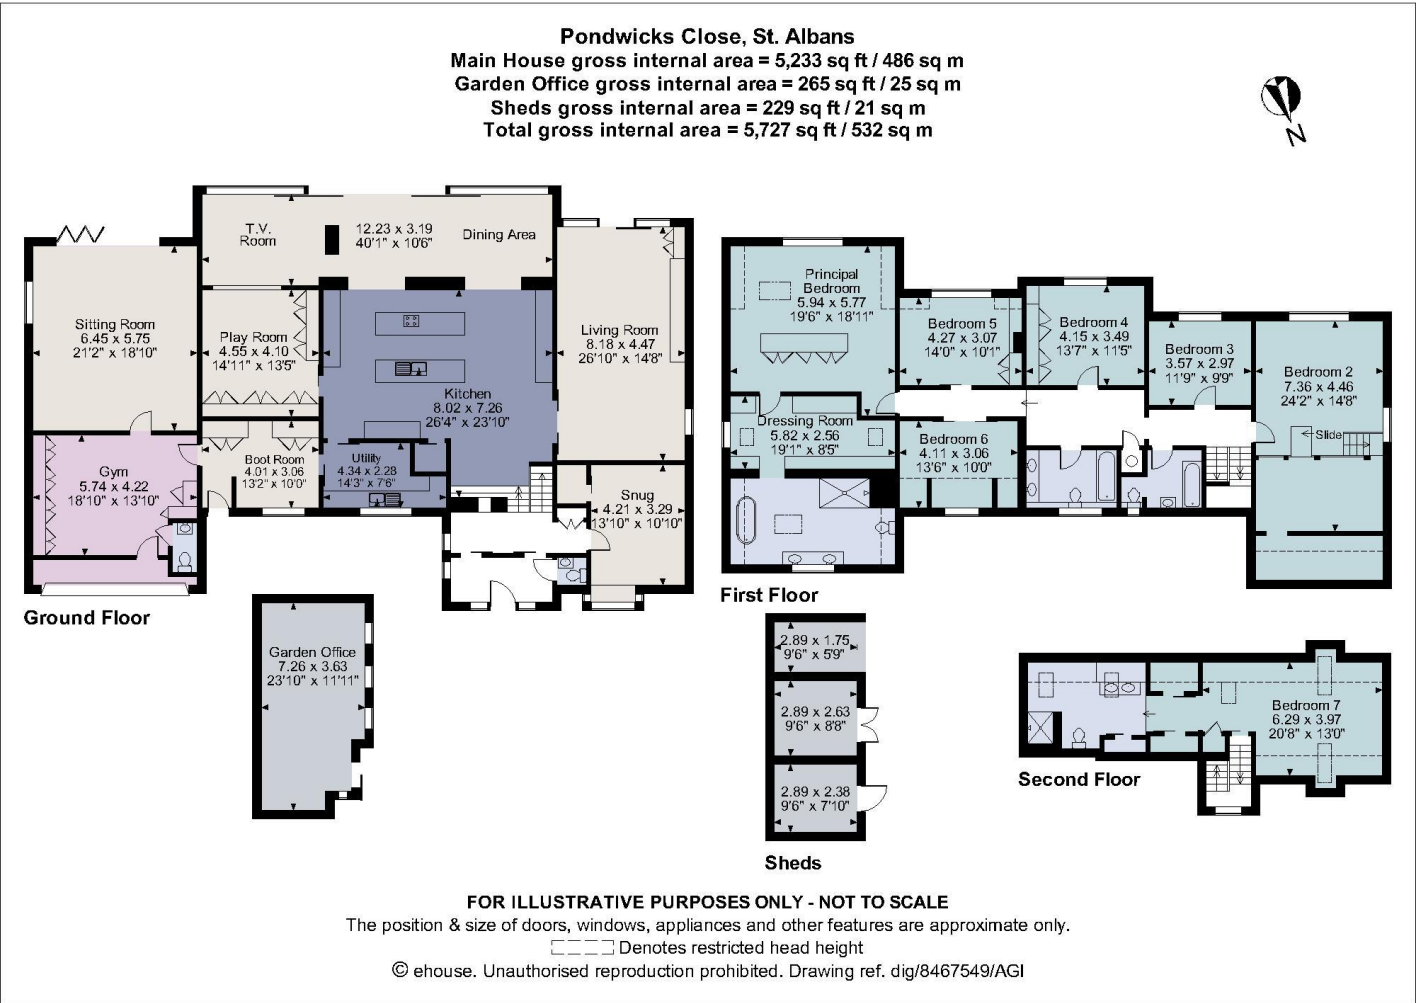 Pondwicks Close, St. Albans
Main House gross internal area = 5,233 sq ft / 486 sq m
Garden Office gross internal area = 265 sq ft / 25 sq m
Sheds gross internal area = 229 sq ft / 21 sq m
Total gross internal area = 5,727 sq ft / 532 sq m
N
T.V.
Room
12.23 x 3.19
40'1" x 10'6"
Dining Area
Sitting Room
6.45 x 5.75
21'2" x 18'10"
Play Room
4.55 x 4.10
14'11" x 13'5"
Kitchen
8.02 x 7.26
26'4" x 23'10"
Living Room
8.18 x 4.47
26'10" x 14'8"
Gym
5.74 x 4.22
18'10" x 13'10"
Boot Room
4.01 x 3.06
13'2" x 10'0"
Utility
4.34 x 2.28
14'3" x 7'6"
Snug
4.21 x 3.29
13'10" x 10'10"
Ground Floor
Principal
Bedroom
5.94 x 5.77
19'6" x 18'11"
Bedroom 5
4.27 x 3.07
14'0" x 10'1"
Bedroom 4
4.15 x 3.49
13'7" x 11'5"
Bedroom 3
3.57 x 2.97
11'9" x 9'9"
Bedroom 2
7.36 x 4.46
24'2" x 14'8"
Slide
Dressing Room
5.82 x 2.56
19'1" x 8'5"
Bedroom 6
4.11 x 3.06
13'6" x 10'0"
First Floor
Garden Office
7.26 x 3.63
23'10" x 11'11"
2.89 x 1.75
9'6" x 5'9"
2.89 x 2.63
9'6" x 8'8"
2.89 x 2.38
9'6" x 7'10"
Sheds
Bedroom 7
6.29 x 3.97
20'8" x 13'0"
Second Floor
FOR ILLUSTRATIVE PURPOSES ONLY - NOT TO SCALE
The position & size of doors, windows, appliances and other features are approximate only.
Denotes restricted head height
© ehouse. Unauthorised reproduction prohibited. Drawing ref. dig/8467549/AGI